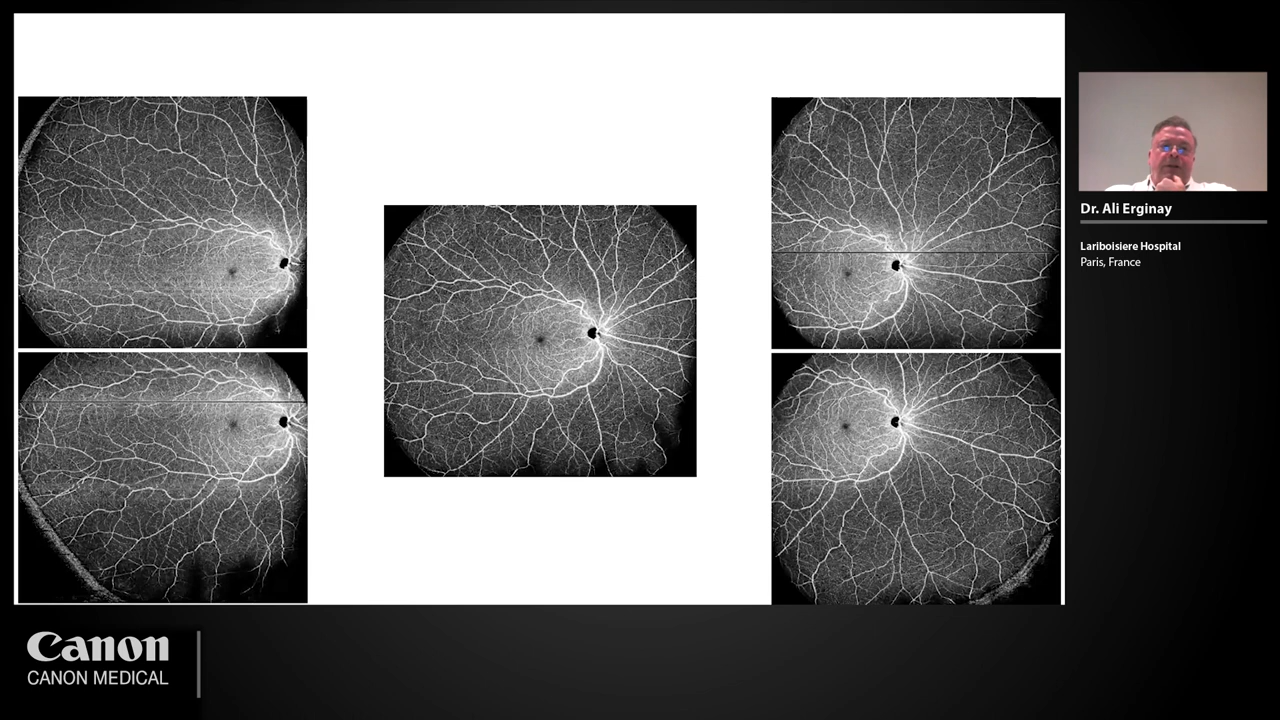 Dr. Ali Erginay
Lariboisiere Hospital
Paris, France
Canon
CANON MEDICAL